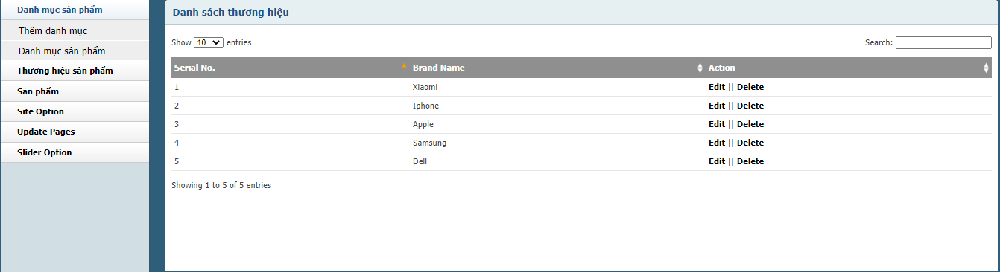 Danh mục sản phẩm
Thêm danh mục
Danh mục sản phẩm
Thương hiệu sản phẩm
Sản phẩm
Site Option
Update Pages
Slider Option
Danh sách thương hiệu
Show 10 entries
Search:
Serial No. Brand Name Action
1 Xiaomi Edit || Delete
2 Iphone Edit || Delete
3 Apple Edit || Delete
4 Samsung Edit || Delete
5 Dell Edit || Delete
Showing 1 to 5 of 5 entries